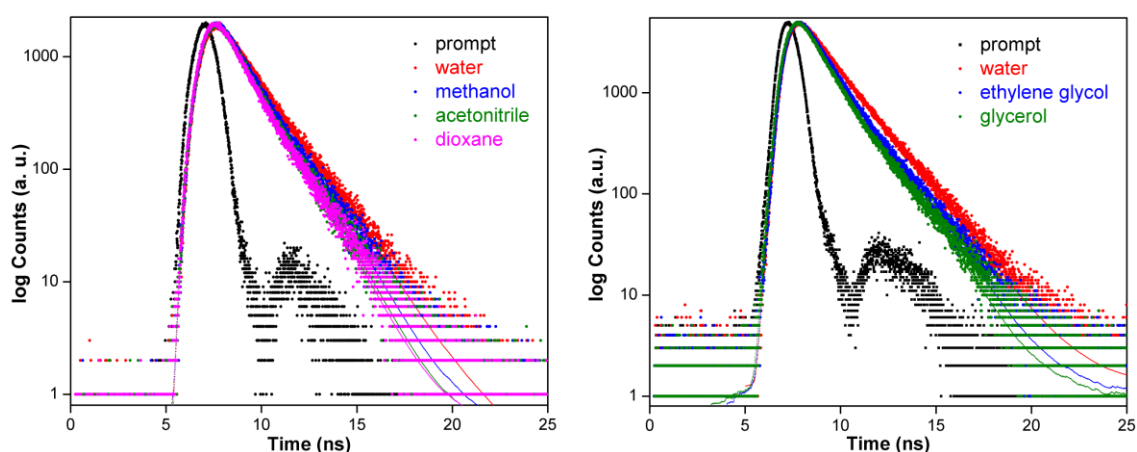 prompt
water
methanol
acetonitrile
dioxane
1000
100
10
1
log Counts (a. u.)
0 5 10 15 20 25
Time (ns)
prompt
water
ethylene glycol
glycerol
1000
100
10
1
log Counts (a.u.)
0 5 10 15 20 25
Time (ns)